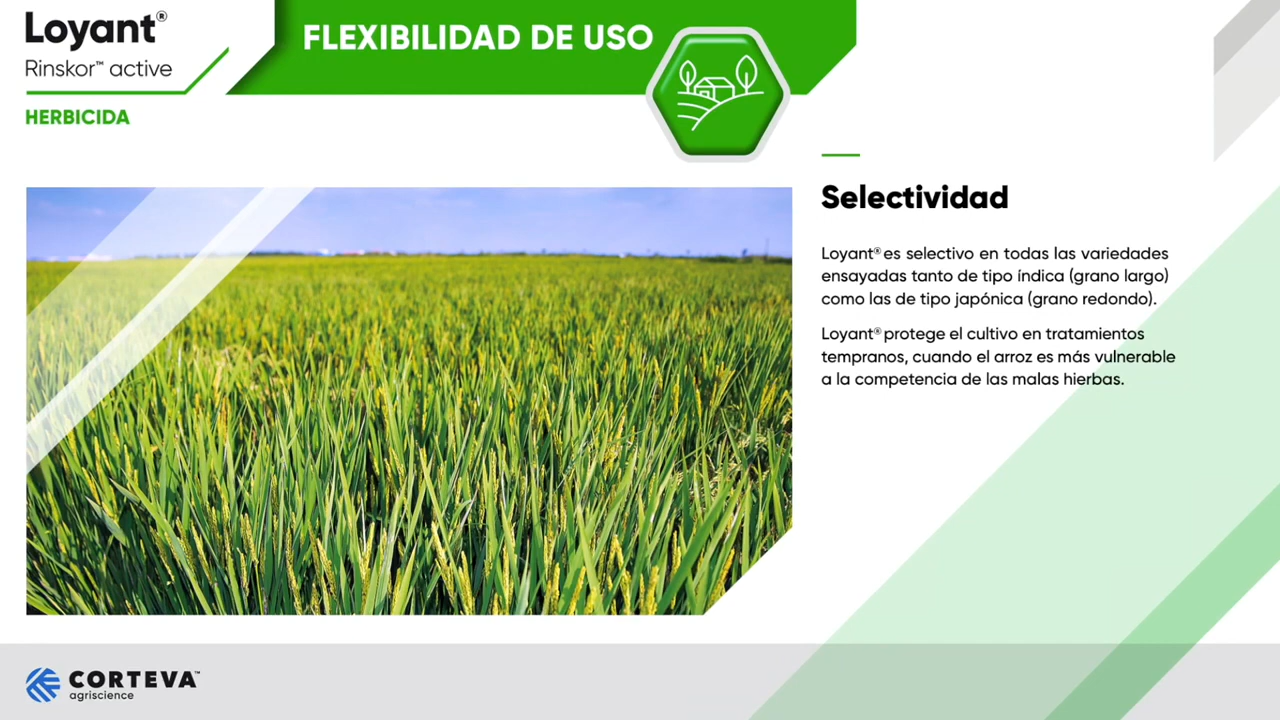 Loyant®
Rinskor™ active
HERBICIDA
FLEXIBILIDAD DE USO
Selectividad
Loyant® es selectivo en todas las variedades
ensayadas tanto de tipo índica (grano largo)
como las de tipo japónica (grano redondo).
Loyant® protege el cultivo en tratamientos
tempranos, cuando el arroz es más vulnerable
a la competencia de las malas hierbas.
CORTEVA™
agriscience